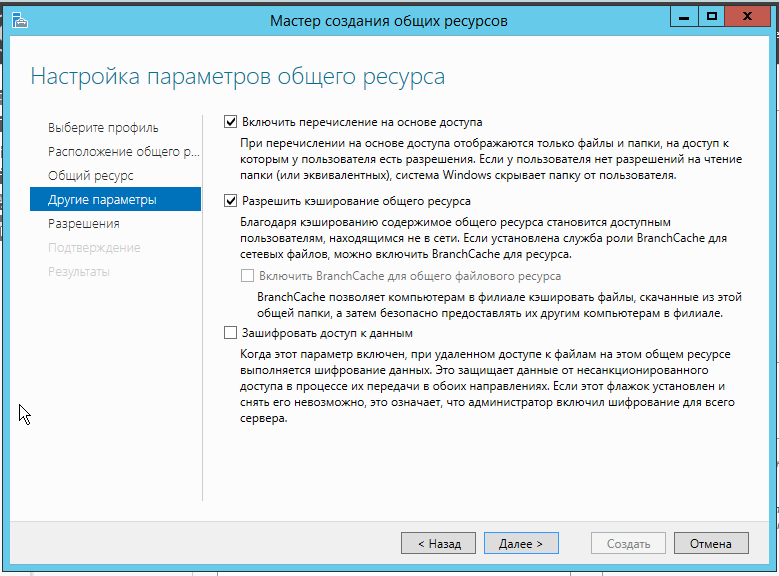 Мастер создания общих ресурсов
Настройка параметров общего ресурса
Выберите профиль
Расположение общего р...
Общий ресурс
Другие параметры
Разрешения
Подтверждение
Результаты
Включить перечисление на основе доступа
При перечислении на основе доступа отображаются только файлы и папки, на доступ к
которым у пользователя есть разрешения. Если у пользователя нет разрешений на чтение
папки (или эквивалентных), система Windows скрывает папку от пользователя.
Разрешить кэширование общего ресурса
Благодаря кэшированию содержимое общего ресурса становится доступным
пользователям, находящимся не в сети. Если установлена служба роли BranchCache для
сетевых файлов, можно включить BranchCache для ресурса.
Включить BranchCache для общего файлового ресурса
BranchCache позволяет компьютерам в филиале кэшировать файлы, скачанные из этой
общей папки, а затем безопасно предоставлять их другим компьютерам в филиале.
Зашифровать доступ к данным
Когда этот параметр включен, при удаленном доступе к файлам на этом общем ресурсе
выполняется шифрование данных. Это защищает данные от несанкционированного
доступа в процессе их передачи в обоих направлениях. Если этот флажок установлен и
снять его невозможно, это означает, что администратор включил шифрование для всего
сервера.
< Назад
Далее >
Создать
Отмена